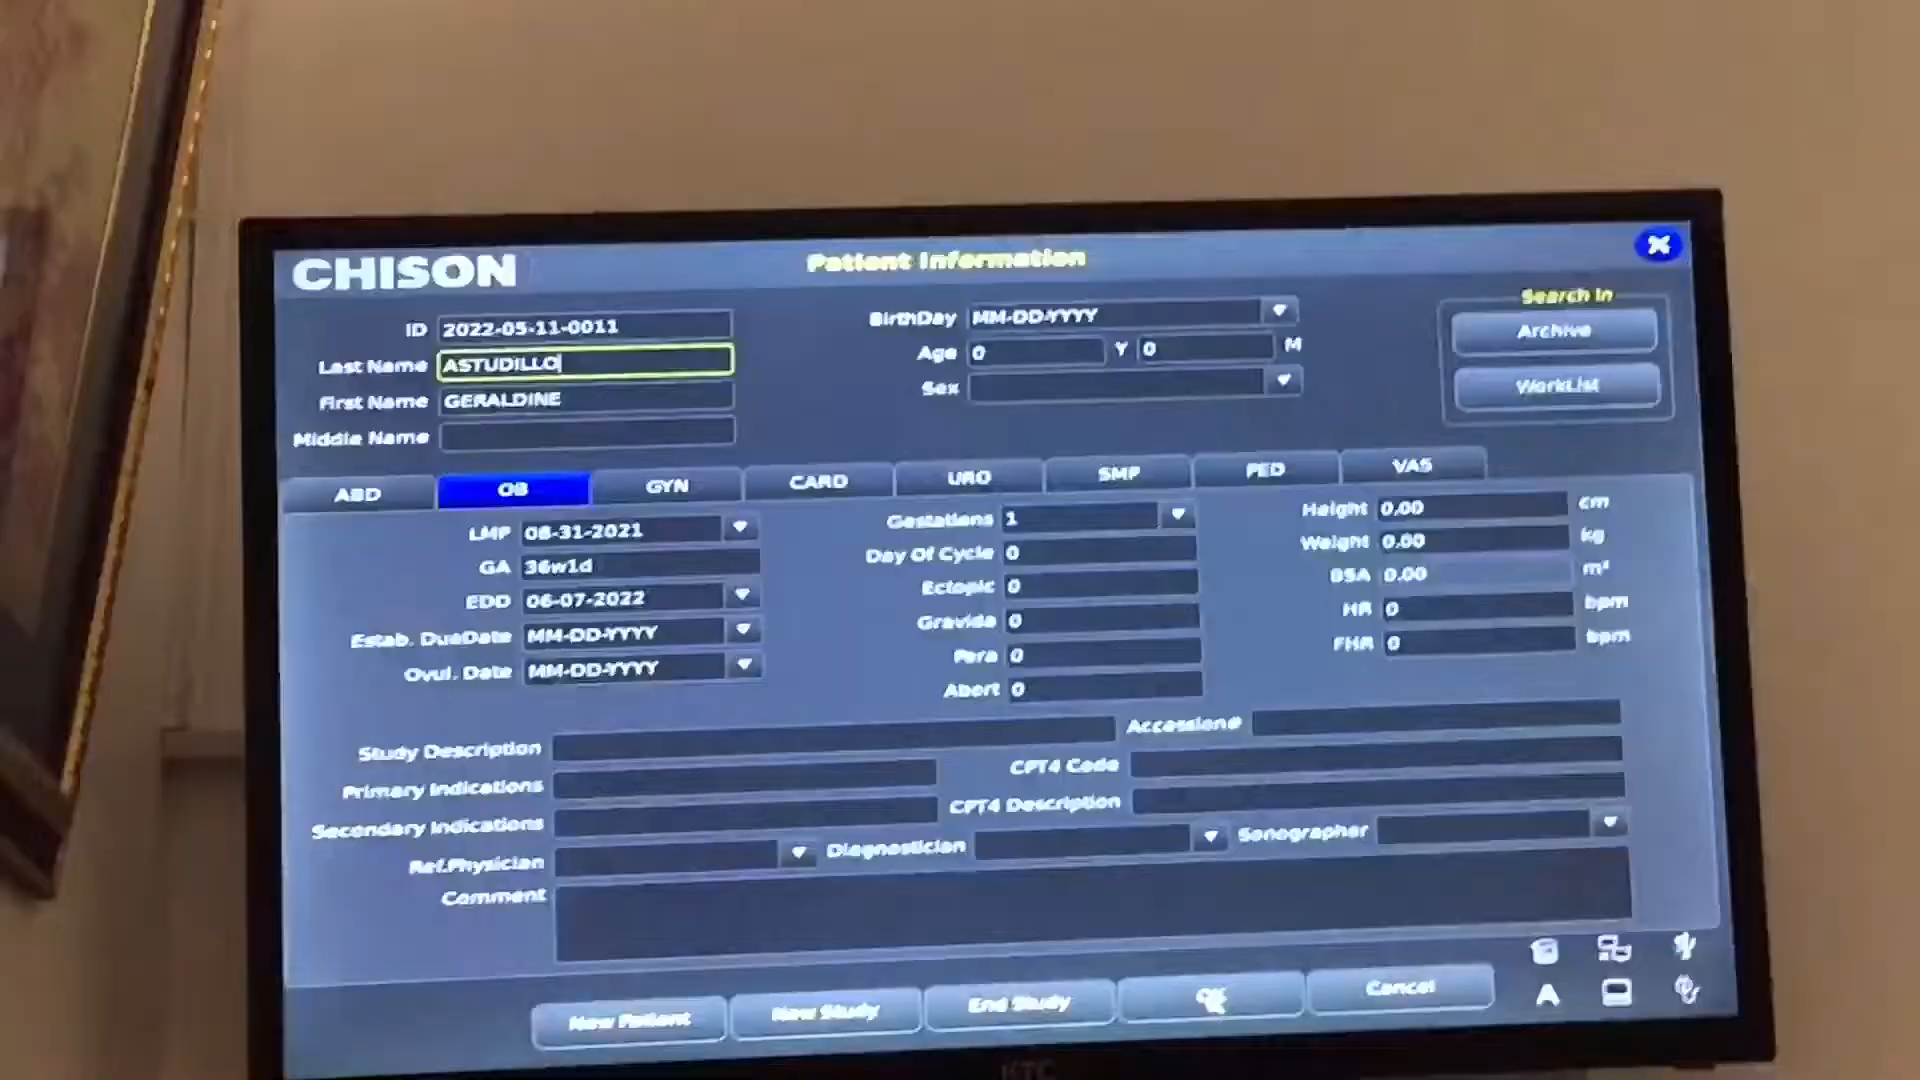 CHISON
Patient Information
ID 2022-05-11-0011
Last Name ASTUDILLO
First Name GERALDINE
Middle Name
BirthDay MM-DD-YYYY
Age 0 Y 0 M
Sex
Search In
Archive
WorkList
ABD OB GYN CARD URO SMP PED VAS
LMP 08-31-2021
GA 36w1d
EDD 06-07-2022
Estab. DueDate MM-DD-YYYY
Ovul. Date MM-DD-YYYY
Gestations 1
Day Of Cycle 0
Ectopic 0
Gravida 0
Para 0
Abort 0
Height 0.00 cm
Weight 0.00 kg
BSA 0.00 m²
HR 0 bpm
FHR 0 bpm
Study Description
Accession#
Primary Indications
CPT4 Code
Secondary Indications
CPT4 Description
Ref.Physician
Diagnostician
Sonographer
Comment
New Patient New Study End Study OK Cancel
A
KTC